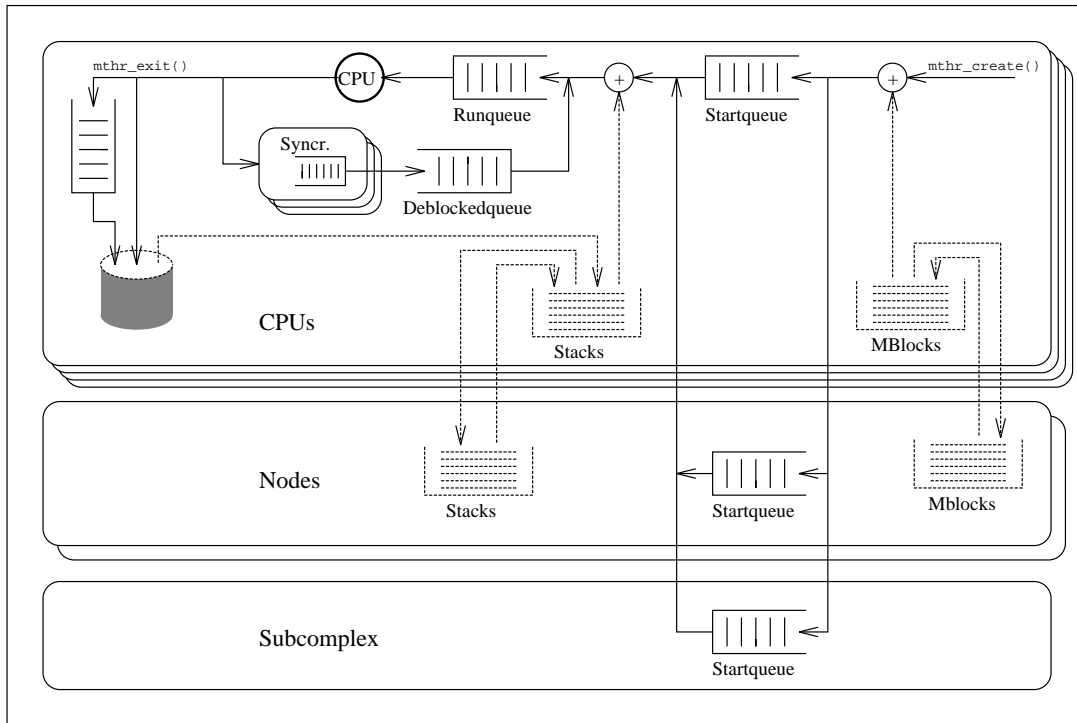 mthr_exit()
CPU
Runqueue
+
Startqueue
+
mthr_create()
Syncr.
Deblockedqueue
CPUs
Stacks
MBlocks
Nodes
Stacks
Startqueue
Mblocks
Subcomplex
Startqueue